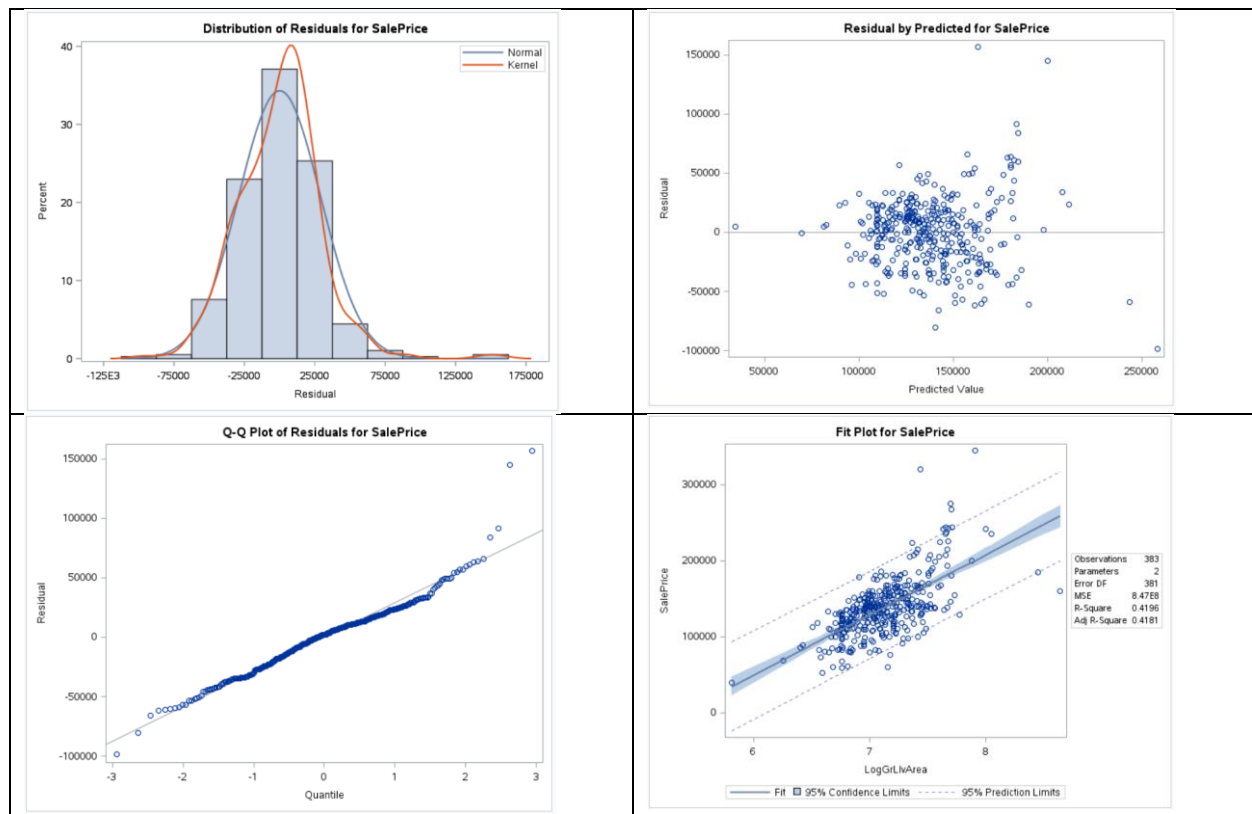 Distribution of Residuals for SalePrice
Normal
Kernel
40
30
20
10
0
Percent
-125E3 -75000 -25000 25000 75000 125000 175000
Residual
Residual by Predicted for SalePrice
150000
100000
50000
0
-50000
-100000
Residual
50000 100000 150000 200000 250000
Predicted Value
Q-Q Plot of Residuals for SalePrice
150000
100000
50000
0
-50000
-100000
Residual
-3 -2 -1 0 1 2 3
Quantile
Fit Plot for SalePrice
300000
200000
100000
0
SalePrice
6 7 8
LogGrLivArea
Observations 383
Parameters 2
Error DF 381
MSE 8.47E8
R-Square 0.4196
Adj R-Square 0.4181
Fit 95% Confidence Limits 95% Prediction Limits